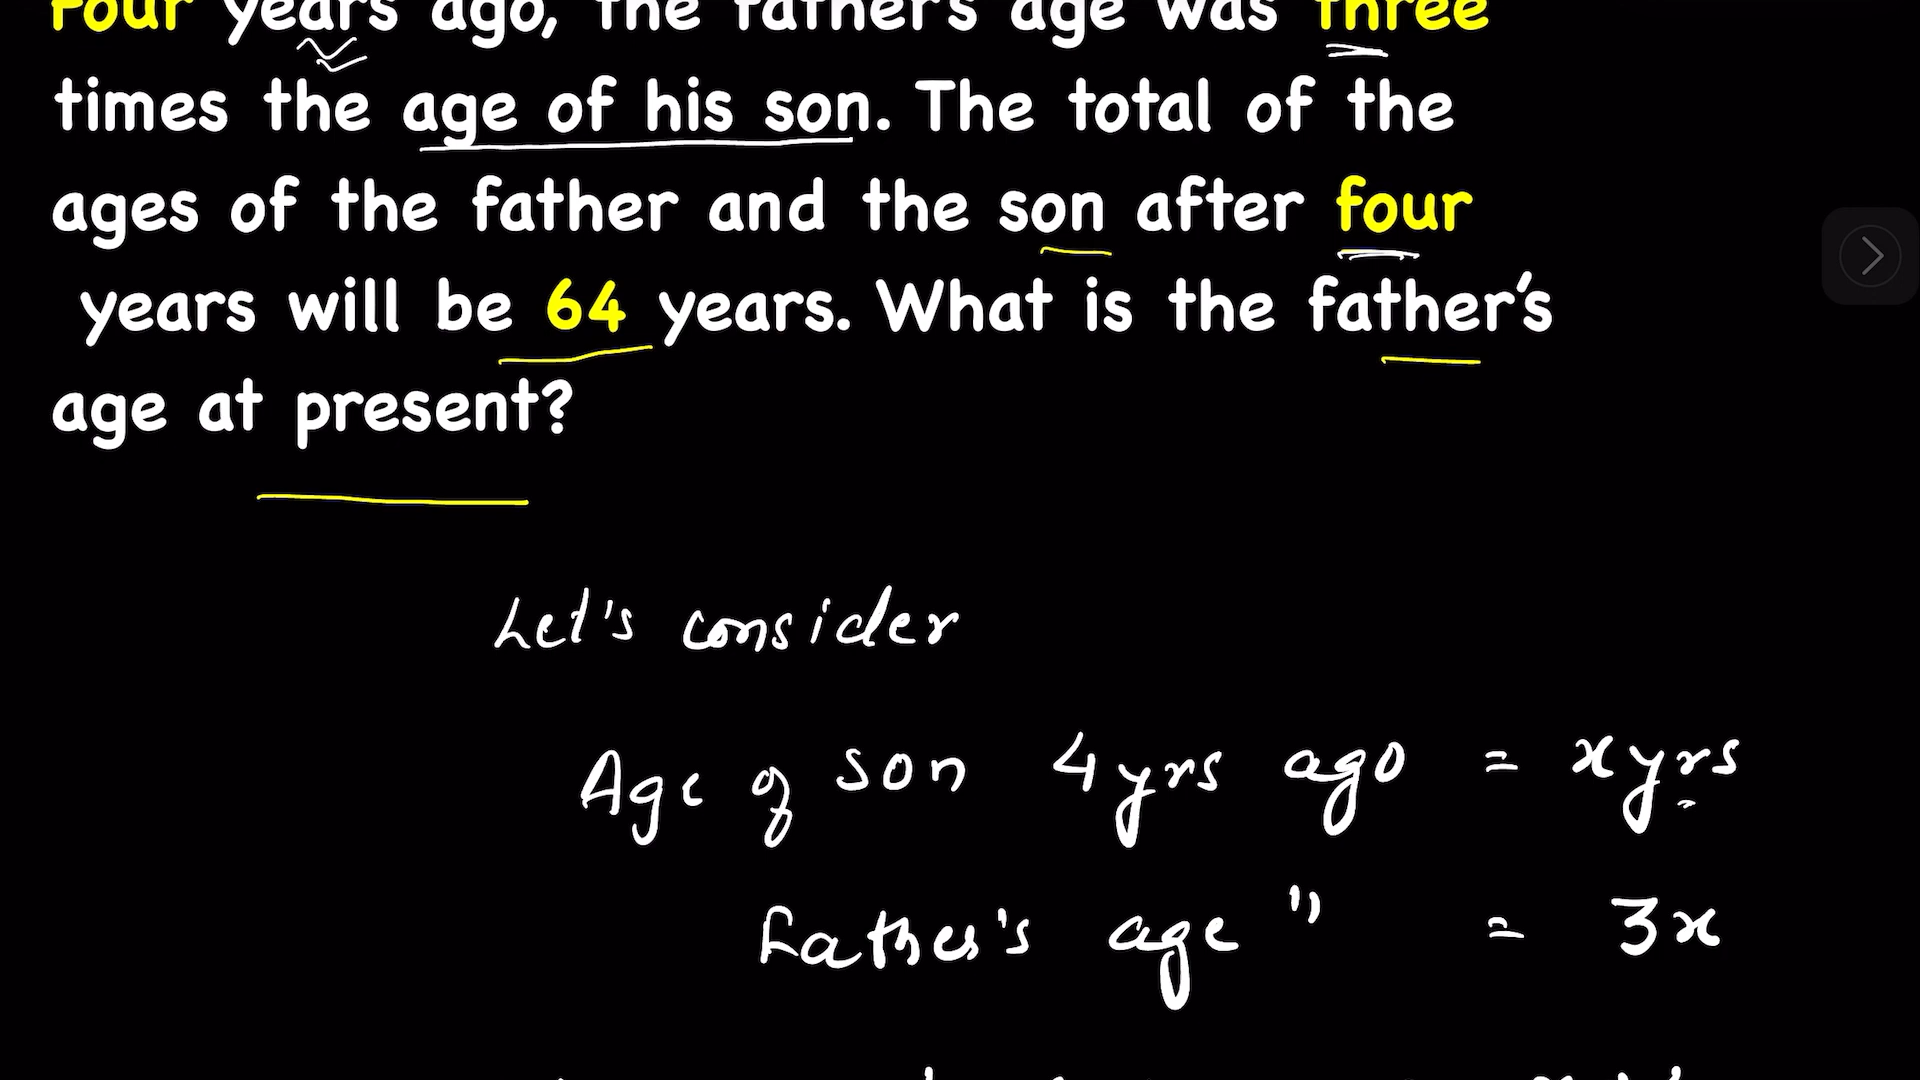 Four years ago, the father's age was three
times the age of his son. The total of the
ages of the father and the son after four
years will be 64 years. What is the father's
age at present?
Let's consider
Age of son 4yrs ago = x yrs
Father's age " = 3x